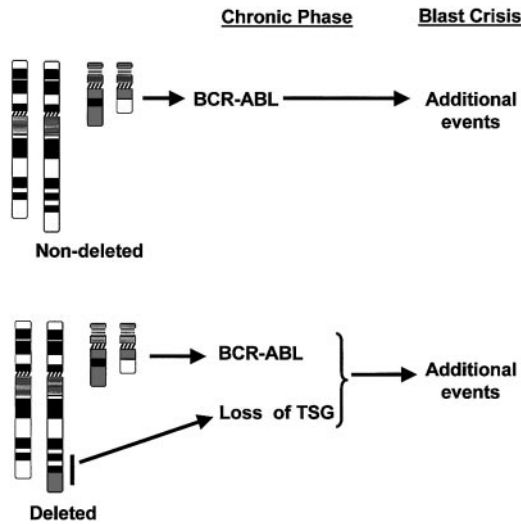 Chronic Phase
Blast Crisis
BCR-ABL
Additional
events
Non-deleted
BCR-ABL
Loss of TSG
Additional
events
Deleted